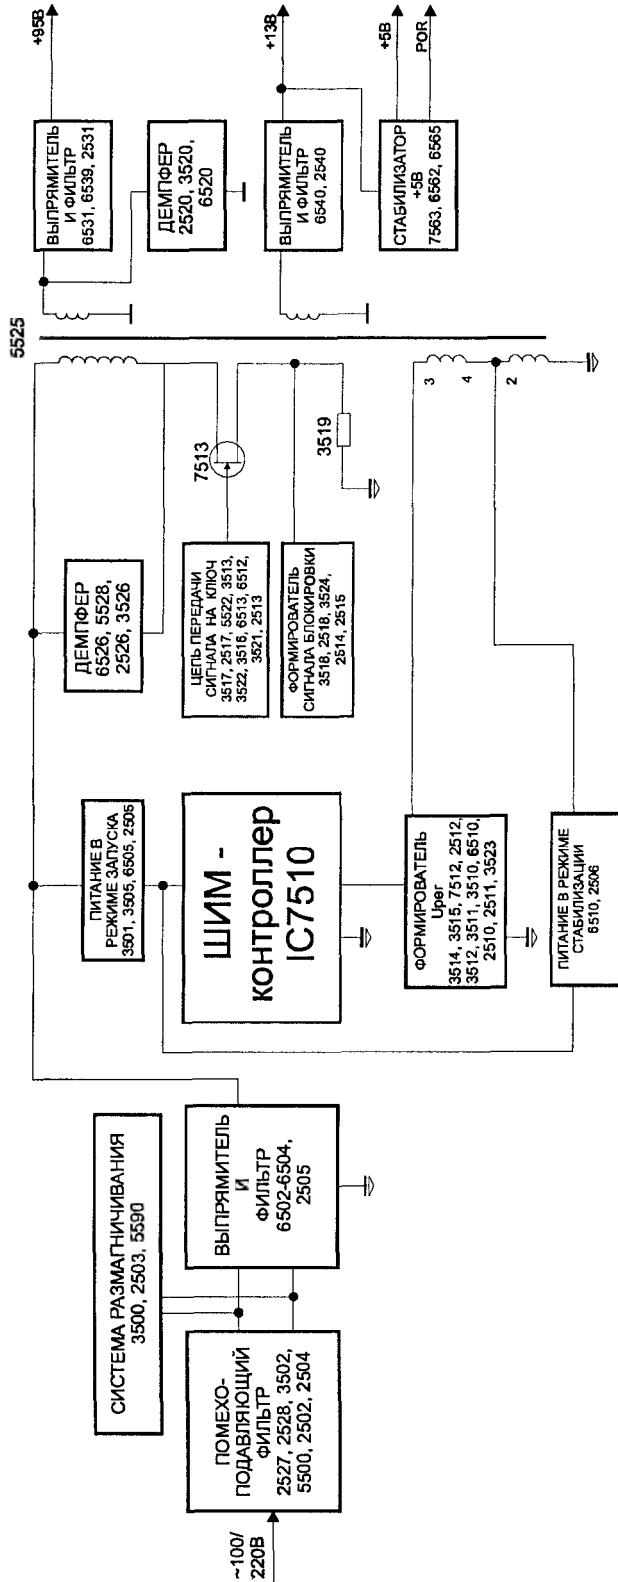 ~100/
220В
ПОМЕХО-
ПОДАВЛЯЮЩИЙ
ФИЛЬТР
2527, 2528, 3502,
5500, 2502, 2504
СИСТЕМА РАЗМАГНИЧИВАНИЯ
3500, 2503, 5590
ВЫПРЯМИТЕЛЬ
И
ФИЛЬТР
6502-6504,
2505
ПИТАНИЕ В
РЕЖИМЕ ЗАПУСКА
3501, 3505, 6505, 2505
ШИМ -
контроллер
IC7510
ФОРМИРОВАТЕЛЬ
Uрег
3514, 3515, 7512, 2512,
3512, 3511, 3510, 6510,
2510, 2511, 3523
ПИТАНИЕ В РЕЖИМЕ
СТАБИЛИЗАЦИИ
6510, 2506
ДЕМПФЕР
6526, 5528,
2526, 3526
ЦЕПЬ ПЕРЕДАЧИ
СИГНАЛА НА КЛЮЧ
3517, 2517, 5522, 3513,
3522, 3516, 6513, 6512,
3521, 2513
ФОРМИРОВАТЕЛЬ
СИГНАЛА БЛОКИРОВКИ
3518, 2518, 3524,
2514, 2515
7513
3519
5525
3
4
2
ВЫПРЯМИТЕЛЬ
И ФИЛЬТР
6531, 6539, 2531
+95В
ДЕМПФЕР
2520, 3520,
6520
ВЫПРЯМИТЕЛЬ
И ФИЛЬТР
6540, 2540
+13В
СТАБИЛИЗАТОР
+5В
7563, 6562, 6565
+5В
POR